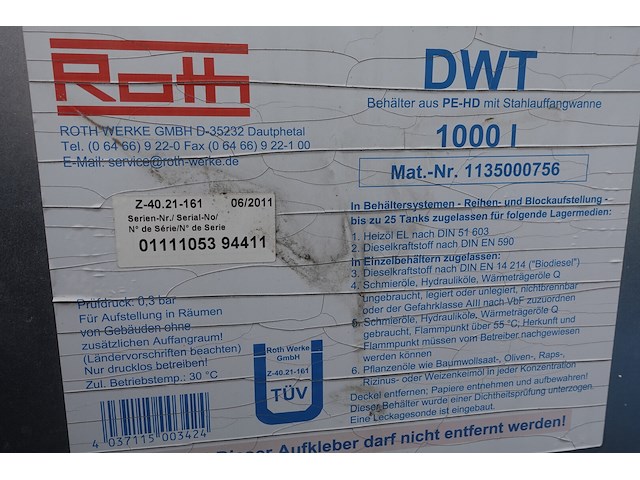 Roth
ROTH WERKE GMBH D-35232 Dautphetal
Tel. (0 64 66) 9 22-0 Fax (0 64 66) 9 22-1 00
E-Mail: service@roth-werke.de
Z-40.21-161 06/2011
Serien-Nr./ Serial-No/
N° de Série/N° de Serie
01111053 94411
Prüfdruck: 0,3 bar
Für Aufstellung in Räumen
von Gebäuden ohne
zusätzlichen Auffangraum!
(Ländervorschriften beachten)
Nur drucklos betreiben!
Zul. Betriebstemp.: 30 °C
4 037115 003424
Roth Werke
GmbH
Z-40.21-161
TÜV
DWT
Behälter aus PE-HD mit Stahlauffangwanne
1000 l
Mat.-Nr. 1135000756
In Behältersystemen - Reihen- und Blockaufstellung -
bis zu 25 Tanks zugelassen für folgende Lagermedien:
1. Heizöl EL nach DIN 51 603
2. Dieselkraftstoff nach DIN EN 590
In Einzelbehältern zugelassen:
3. Dieselkraftstoff nach DIN EN 14 214 ("Biodiesel")
4. Schmieröle, Hydrauliköle, Wärmeträgeröle Q
ungebraucht, legiert oder unlegiert, nichtbrennbar
oder der Gefahrklasse AIII nach VbF zuzuordnen
5. Schmieröle, Hydrauliköle, Wärmeträgeröle Q
gebraucht, Flammpunkt über 55°C; Herkunft und
Flammpunkt müssen vom Betreiber nachgewiesen
werden können
6. Pflanzenöle wie Baumwollsaat-, Oliven-, Raps-,
Rizinus- oder Weizenkeimöl in jeder Konzentration
Deckel entfernen; Papiere entnehmen und aufbewahren!
Dieser Behälter wurde einer Dichtheitsprüfung unterzogen.
Eine Leckagesonde ist eingebaut.
Dieser Aufkleber darf nicht entfernt werden!